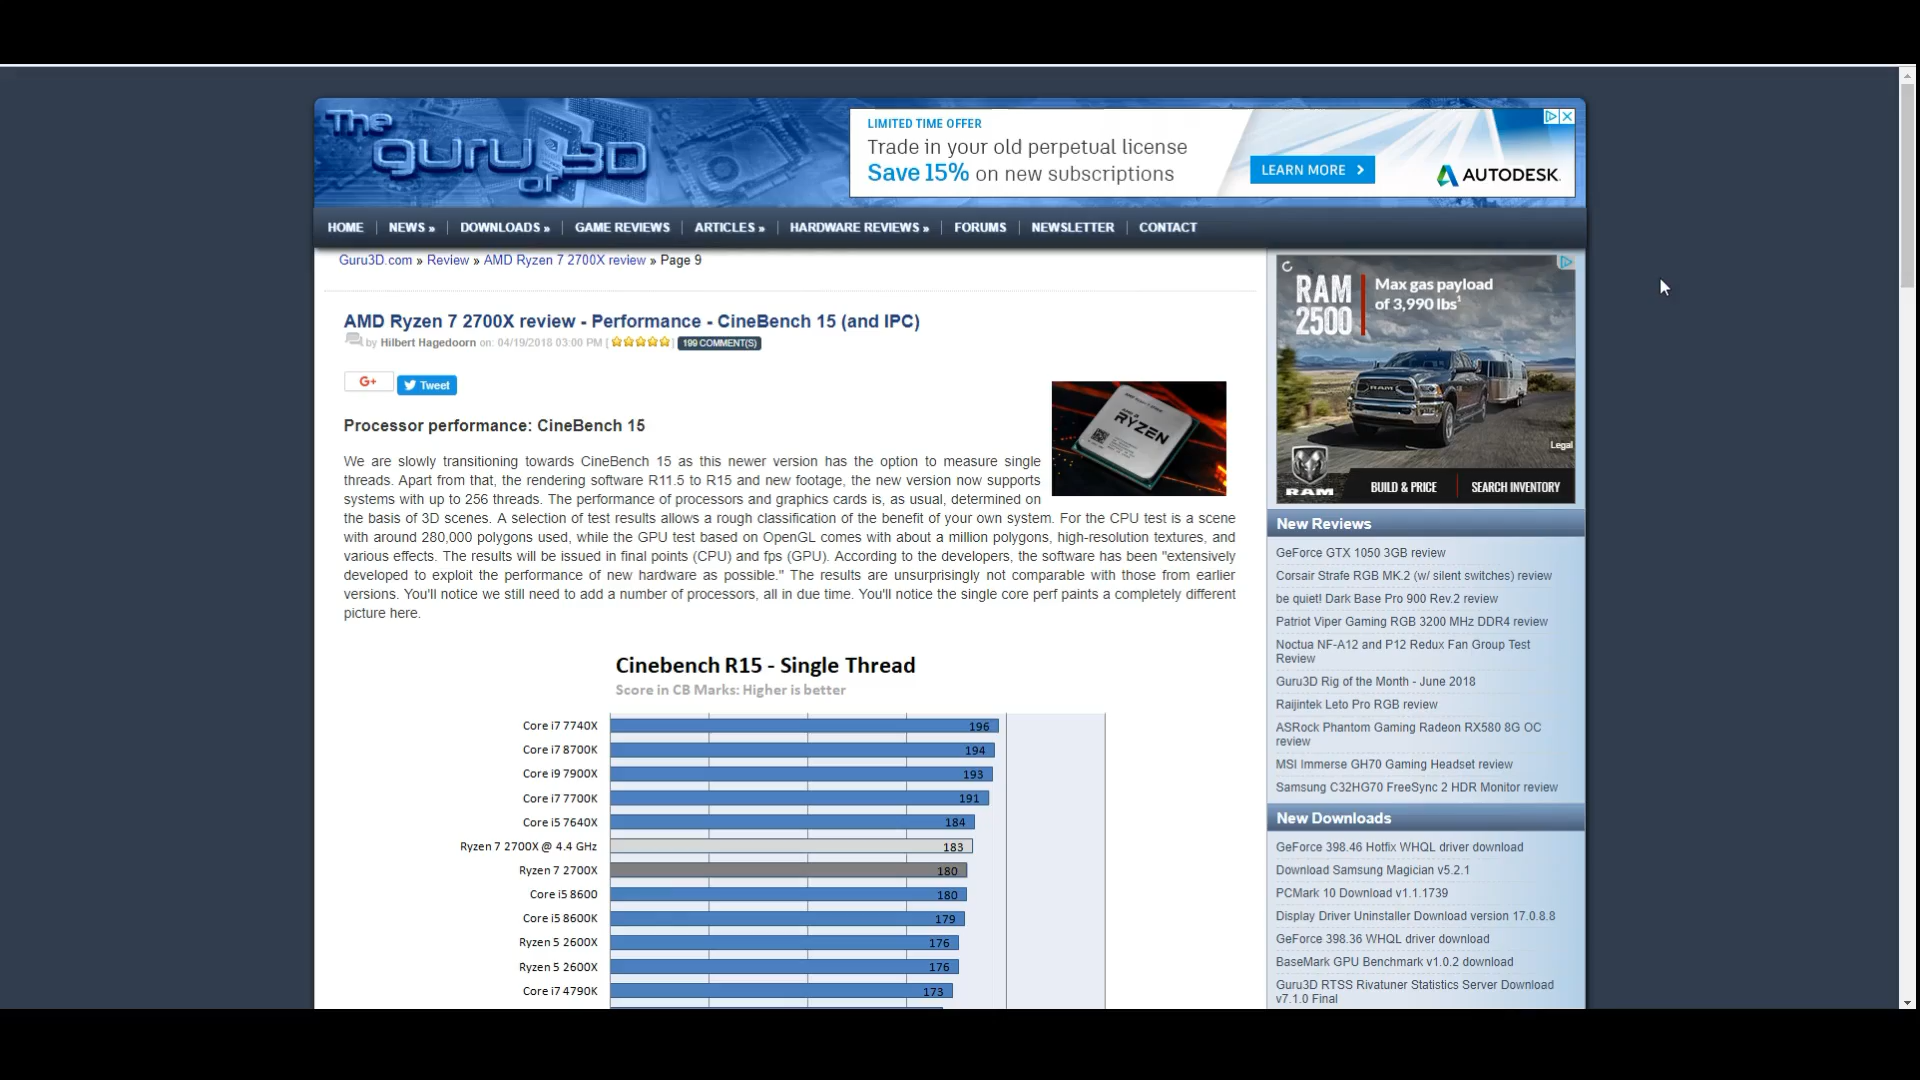 The
guru
of
3D
LIMITED TIME OFFER
Trade in your old perpetual license
Save 15% on new subscriptions
LEARN MORE
AUTODESK
HOME
NEWS »
DOWNLOADS »
GAME REVIEWS
ARTICLES »
HARDWARE REVIEWS »
FORUMS
NEWSLETTER
CONTACT
Guru3D.com » Review » AMD Ryzen 7 2700X review » Page 9
AMD Ryzen 7 2700X review - Performance - CineBench 15 (and IPC)
by Hilbert Hagedoorn on: 04/19/2018 03:00 PM [ ] 199 COMMENT(S)
G+
Tweet
RYZEN
Processor performance: CineBench 15
We are slowly transitioning towards CineBench 15 as this newer version has the option to measure single
threads. Apart from that, the rendering software R11.5 to R15 and new footage, the new version now supports
systems with up to 256 threads. The performance of processors and graphics cards is, as usual, determined on
the basis of 3D scenes. A selection of test results allows a rough classification of the benefit of your own system. For the CPU test is a scene
with around 280,000 polygons used, while the GPU test based on OpenGL comes with about a million polygons, high-resolution textures, and
various effects. The results will be issued in final points (CPU) and fps (GPU). According to the developers, the software has been "extensively
developed to exploit the performance of new hardware as possible." The results are unsurprisingly not comparable with those from earlier
versions. You'll notice we still need to add a number of processors, all in due time. You'll notice the single core perf paints a completely different
picture here.
Cinebench R15 - Single Thread
Score in CB Marks: Higher is better
Core i7 7740X 196
Core i7 8700K 194
Core i9 7900X 193
Core i7 7700K 191
Core i5 7640X 184
Ryzen 7 2700X @ 4.4 GHz 183
Ryzen 7 2700X 180
Core i5 8600 180
Core i5 8600K 179
Ryzen 5 2600X 176
Ryzen 5 2600X 176
Core i7 4790K 173
RAM
2500
Max gas payload
of 3,990 lbs1
RAM
Legal
RAM
BUILD & PRICE
SEARCH INVENTORY
New Reviews
GeForce GTX 1050 3GB review
Corsair Strafe RGB MK.2 (w/ silent switches) review
be quiet! Dark Base Pro 900 Rev.2 review
Patriot Viper Gaming RGB 3200 MHz DDR4 review
Noctua NF-A12 and P12 Redux Fan Group Test
Review
Guru3D Rig of the Month - June 2018
Raijintek Leto Pro RGB review
ASRock Phantom Gaming Radeon RX580 8G OC
review
MSI Immerse GH70 Gaming Headset review
Samsung C32HG70 FreeSync 2 HDR Monitor review
New Downloads
GeForce 398.46 Hotfix WHQL driver download
Download Samsung Magician v5.2.1
PCMark 10 Download v1.1.1739
Display Driver Uninstaller Download version 17.0.8.8
GeForce 398.36 WHQL driver download
BaseMark GPU Benchmark v1.0.2 download
Guru3D RTSS Rivatuner Statistics Server Download
v7.1.0 Final